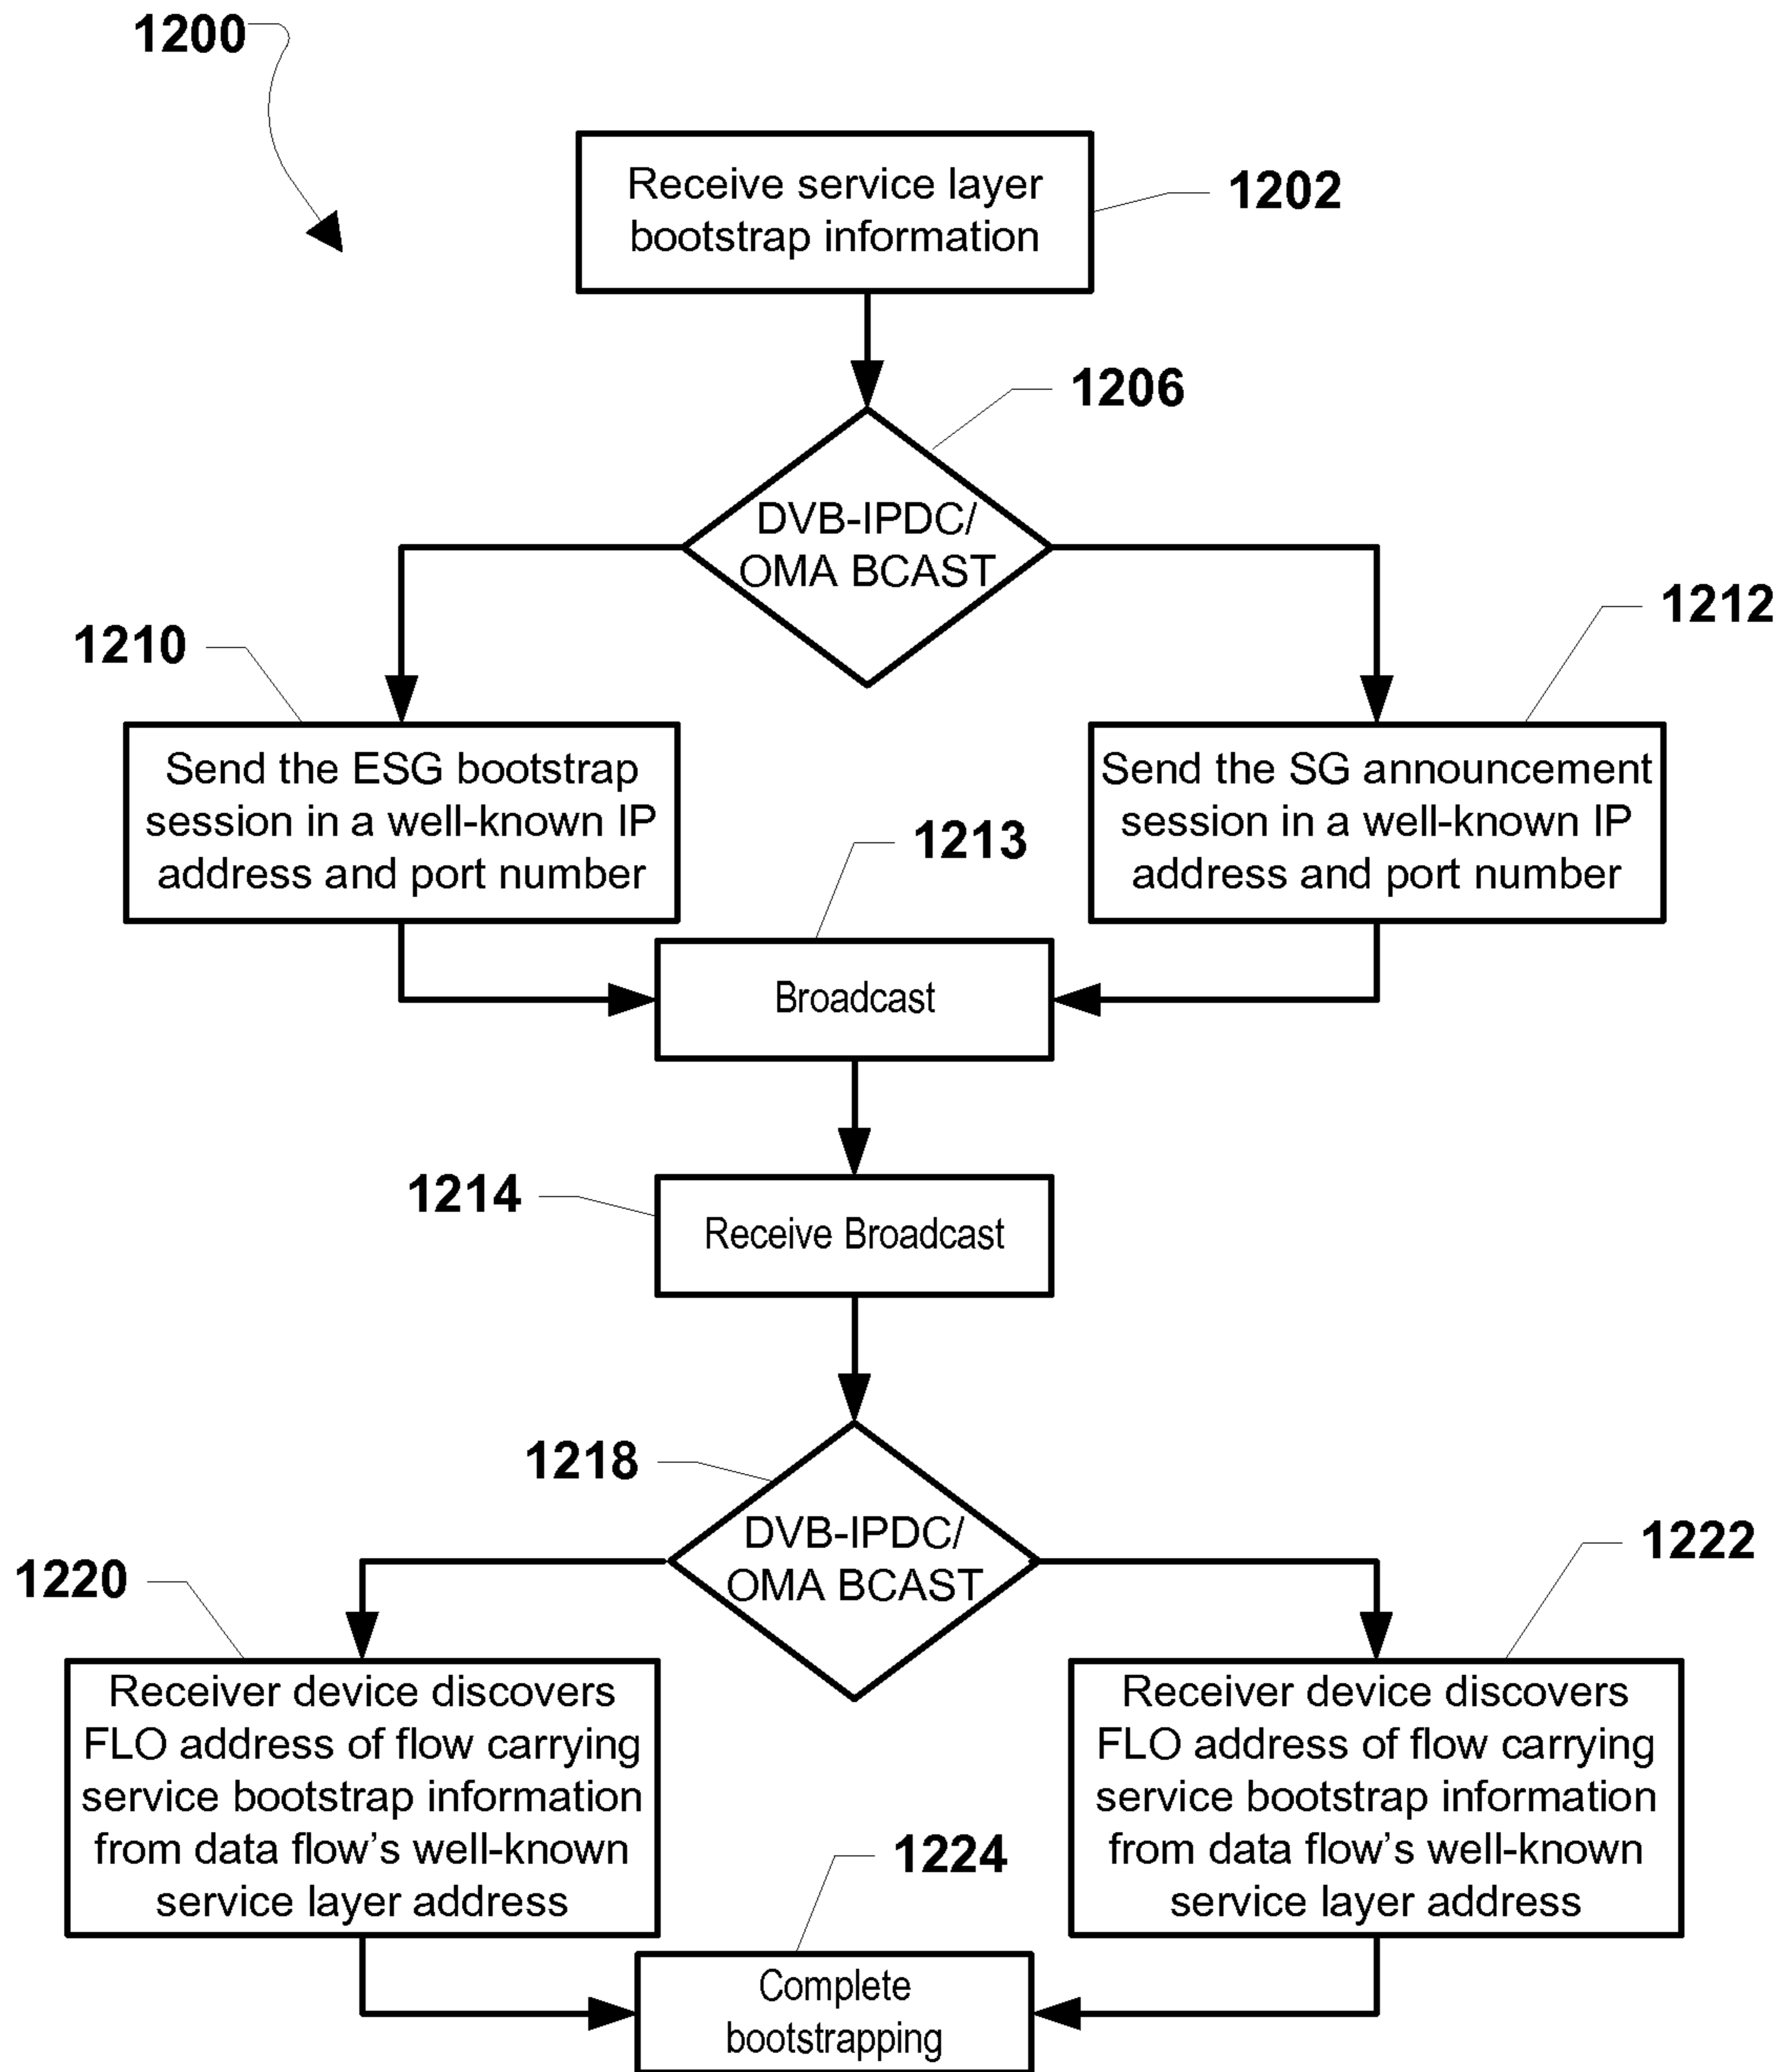 1200
Receive service layer
bootstrap information
1202
1206
DVB-IPDC/
OMA BCAST
1210
1212
Send the ESG bootstrap
session in a well-known IP
address and port number
Send the SG announcement
session in a well-known IP
address and port number
1213
Broadcast
1214
Receive Broadcast
1218
DVB-IPDC/
OMA BCAST
1220
1222
Receiver device discovers
FLO address of flow carrying
service bootstrap information
from data flow's well-known
service layer address
Receiver device discovers
FLO address of flow carrying
service bootstrap information
from data flow's well-known
service layer address
1224
Complete
bootstrapping